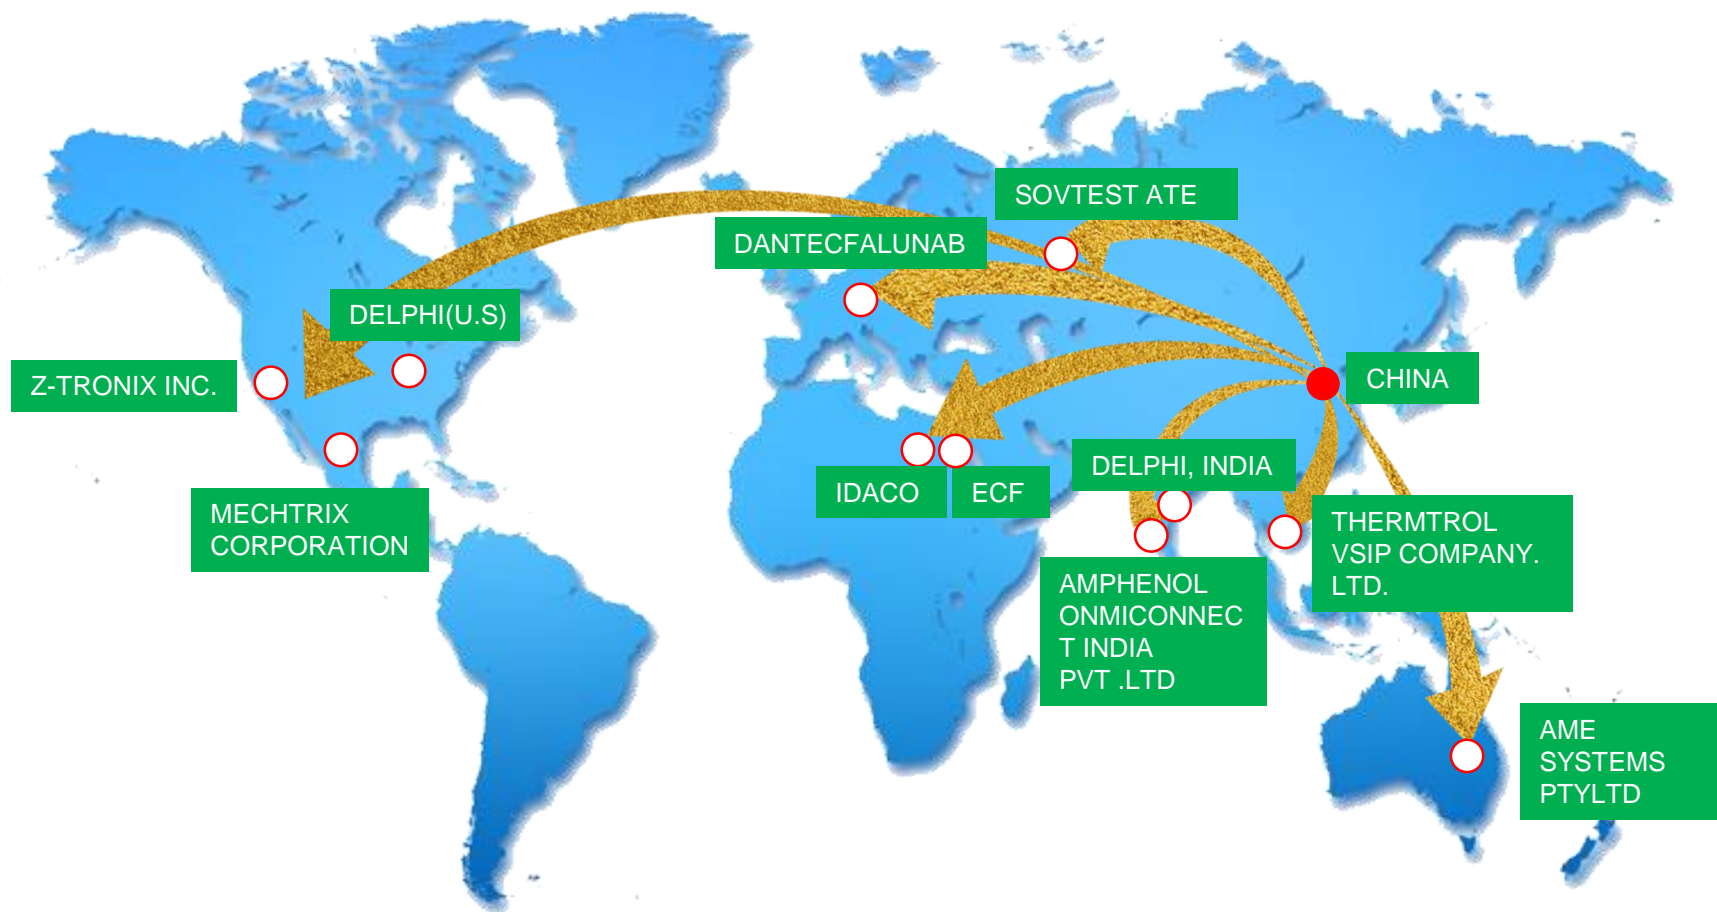 SOVTEST ATE
DANTECFALUNAB
DELPHI(U.S)
Z-TRONIX INC.
CHINA
MECHTRIX
CORPORATION
IDACO
ECF
DELPHI, INDIA
THERMTROL
VSIP COMPANY.
LTD.
AMPHENOL
ONMICONNEC
T INDIA
PVT .LTD
AME
SYSTEMS
PTYLTD